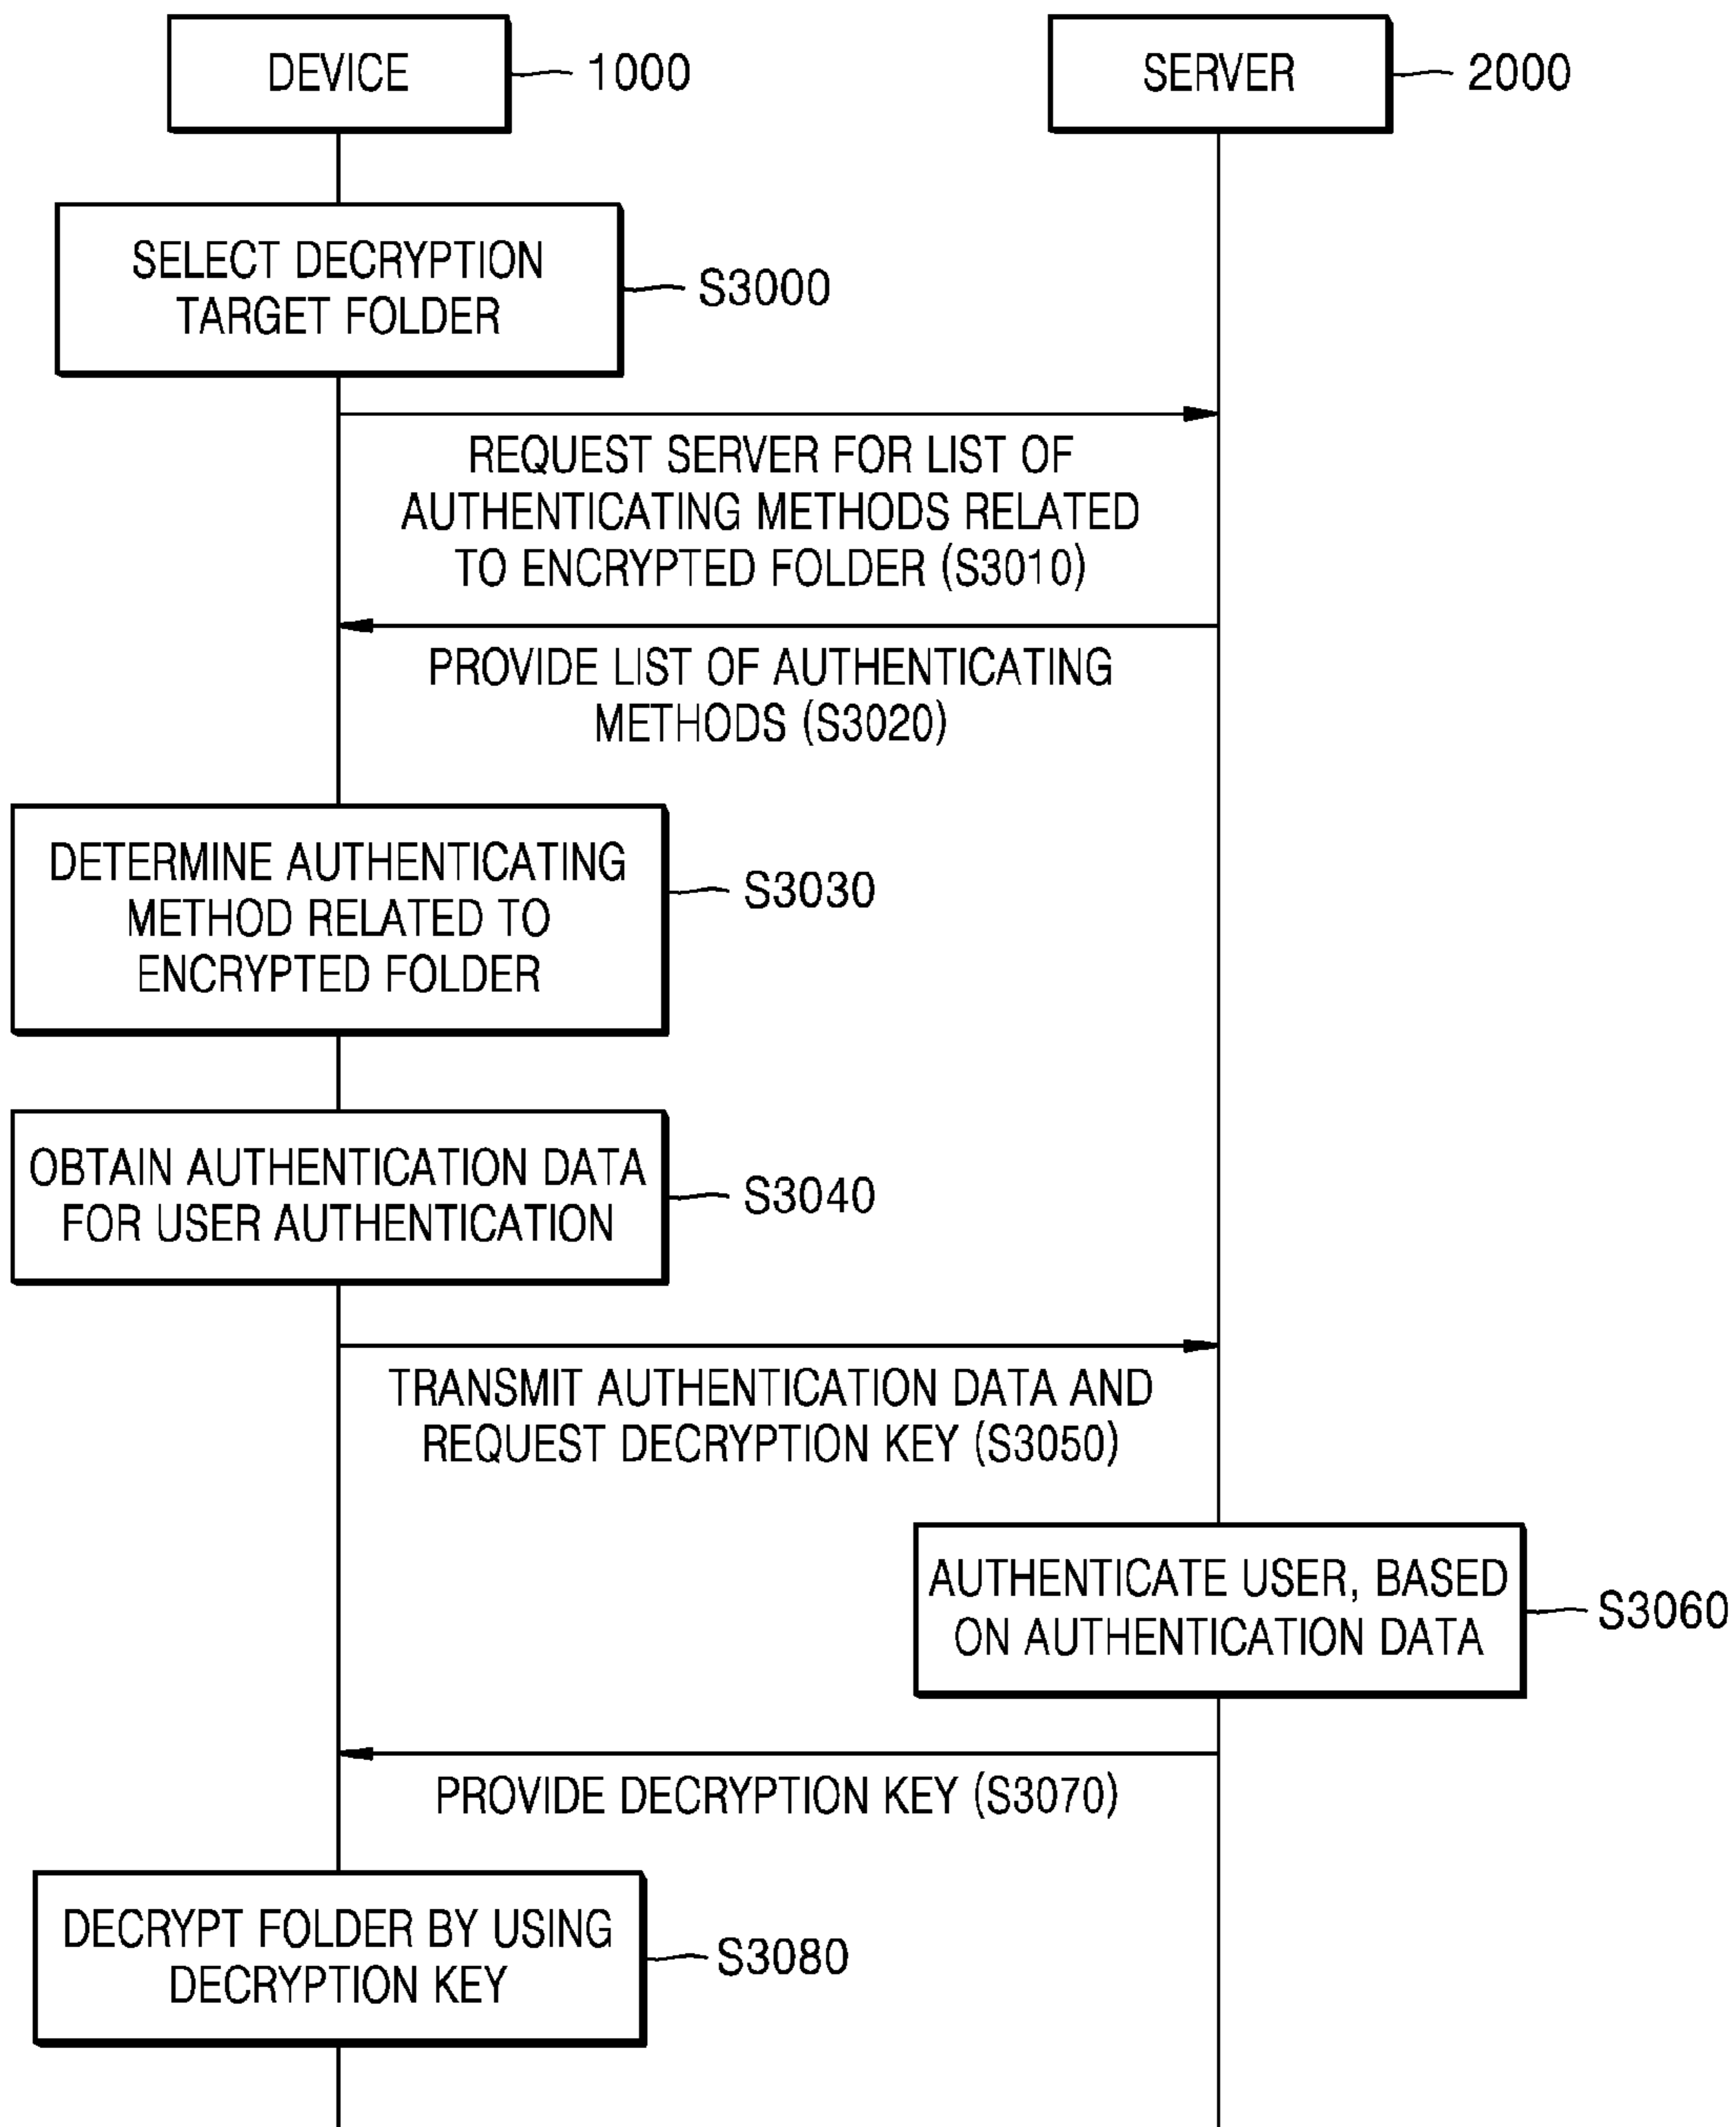 DEVICE
1000
SERVER
2000
SELECT DECRYPTION
TARGET FOLDER
S3000
REQUEST SERVER FOR LIST OF
AUTHENTICATING METHODS RELATED
TO ENCRYPTED FOLDER (S3010)
PROVIDE LIST OF AUTHENTICATING
METHODS (S3020)
DETERMINE AUTHENTICATING
METHOD RELATED TO
ENCRYPTED FOLDER
S3030
OBTAIN AUTHENTICATION DATA
FOR USER AUTHENTICATION
S3040
TRANSMIT AUTHENTICATION DATA AND
REQUEST DECRYPTION KEY (S3050)
AUTHENTICATE USER, BASED
ON AUTHENTICATION DATA
S3060
PROVIDE DECRYPTION KEY (S3070)
DECRYPT FOLDER BY USING
DECRYPTION KEY
S3080